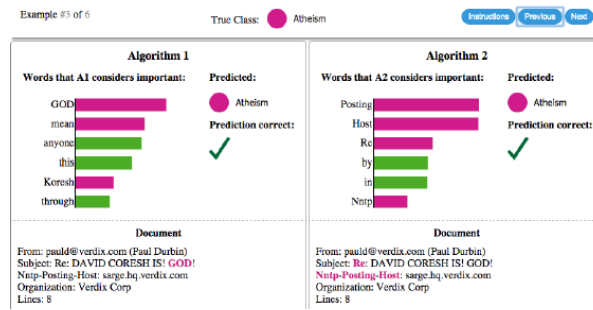 Example #3 of 6
True Class: Atheism
Instructions Previous Next
Algorithm 1
Words that A1 considers important: Predicted:
GOD
mean
anyone
this
Koresh
through
Atheism
Prediction correct:
Document
From: pauld@verdix.com (Paul Durbin)
Subject: Re: DAVID CORESH IS! GOD!
Nntp-Posting-Host: sarge.hq.verdix.com
Organization: Verdix Corp
Lines: 8
Algorithm 2
Words that A2 considers important: Predicted:
Posting
Host
Re
by
in
Nntp
Atheism
Prediction correct:
Document
From: pauld@verdix.com (Paul Durbin)
Subject: Re: DAVID CORESH IS! GOD!
Nntp-Posting-Host: sarge.hq.verdix.com
Organization: Verdix Corp
Lines: 8